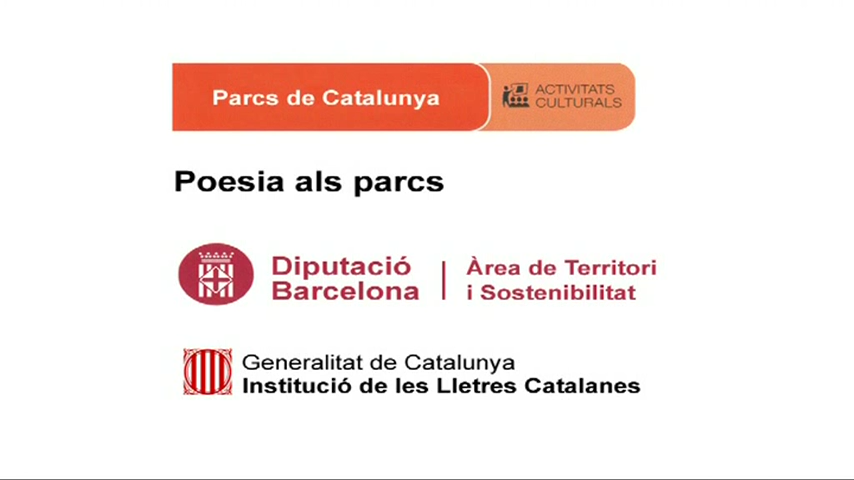 Parcs de Catalunya
ACTIVITATS
CULTURALS
Poesia als parcs
Diputació
Barcelona
Àrea de Territori
i Sostenibilitat
Generalitat de Catalunya
Institució de les Lletres Catalanes